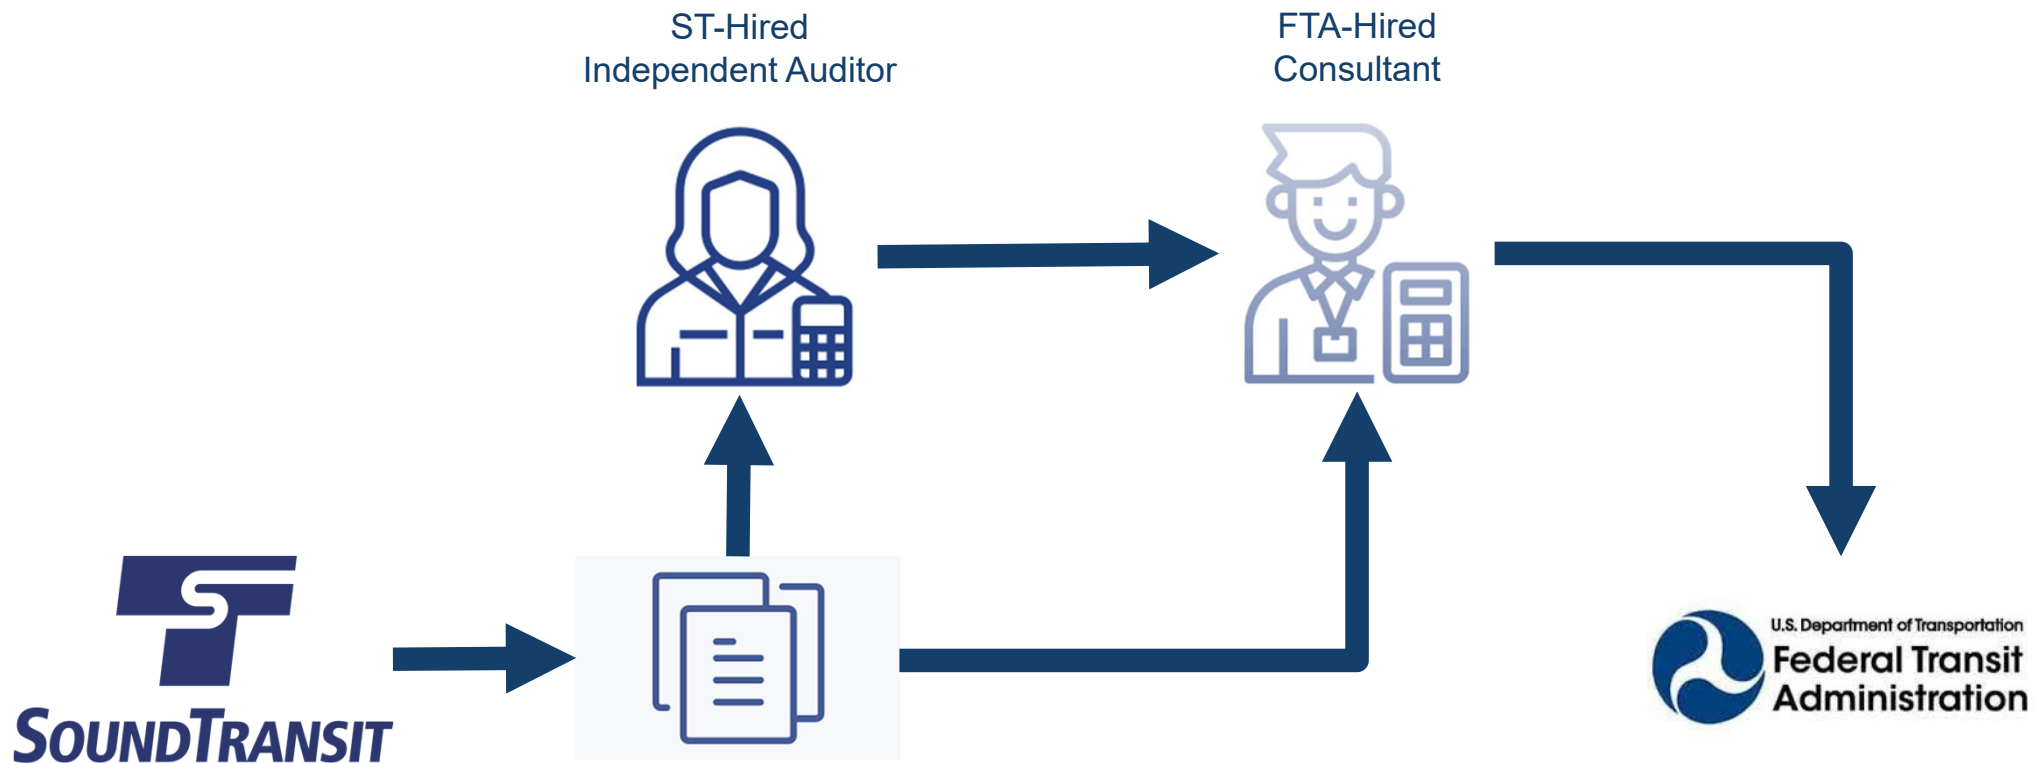 ST-Hired
Independent Auditor
FTA-Hired
Consultant
SOUNDTRANSIT
U.S. Department of Transportation
Federal Transit
Administration